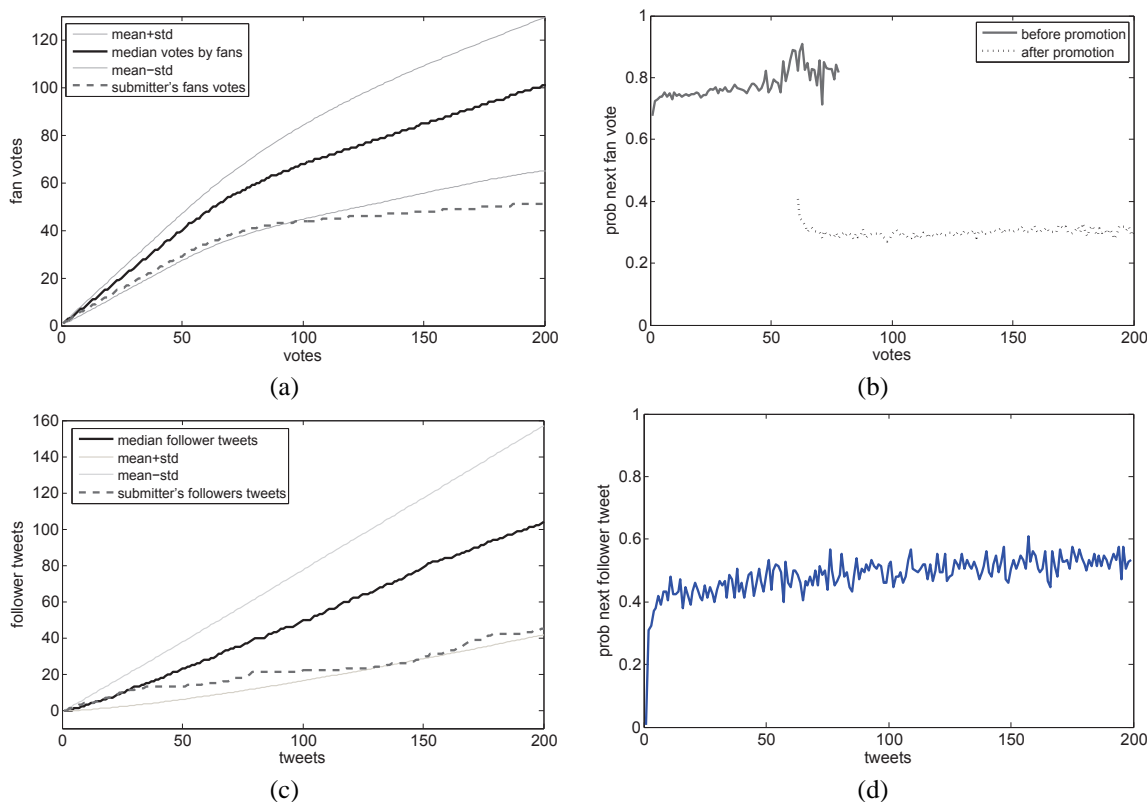 120
100
80
60
40
20
0
fan votes
mean+std
median votes by fans
mean−std
submitter's fans votes
0 50 100 150 200
votes
(a)
1
0.8
0.6
0.4
0.2
0
prob next fan vote
before promotion
after promotion
0 50 100 150 200
votes
(b)
160
140
120
100
80
60
40
20
0
follower tweets
median follower tweets
mean+std
mean−std
submitter's followers tweets
0 50 100 150 200
tweets
(c)
1
0.8
0.6
0.4
0.2
0
prob next follower tweet
0 50 100 150 200
tweets
(d)